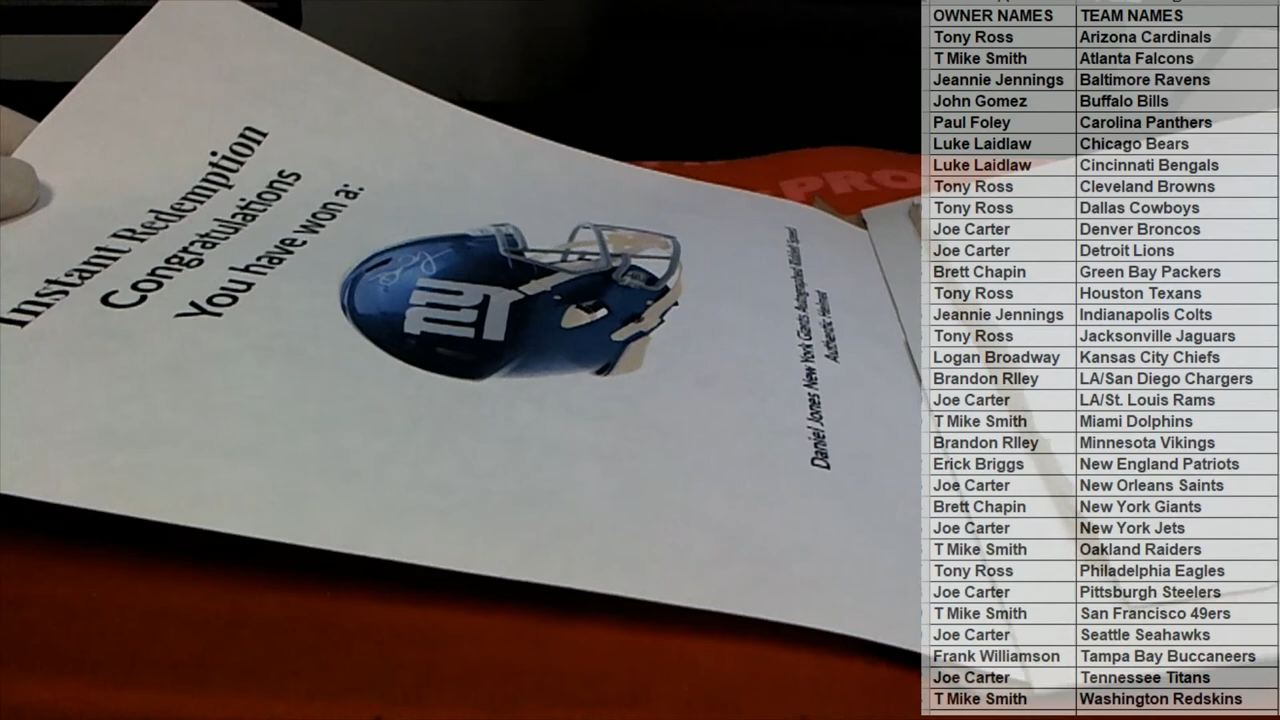 Instant Redemption
Congratulations
You have won a:
NY
Daniel Jones New York Giants Autographed Riddell Speed
Authentic Helmet
SPRO
OWNER NAMES TEAM NAMES
Tony Ross Arizona Cardinals
T Mike Smith Atlanta Falcons
Jeannie Jennings Baltimore Ravens
John Gomez Buffalo Bills
Paul Foley Carolina Panthers
Luke Laidlaw Chicago Bears
Luke Laidlaw Cincinnati Bengals
Tony Ross Cleveland Browns
Tony Ross Dallas Cowboys
Joe Carter Denver Broncos
Joe Carter Detroit Lions
Brett Chapin Green Bay Packers
Tony Ross Houston Texans
Jeannie Jennings Indianapolis Colts
Tony Ross Jacksonville Jaguars
Logan Broadway Kansas City Chiefs
Brandon RIley LA/San Diego Chargers
Joe Carter LA/St. Louis Rams
T Mike Smith Miami Dolphins
Brandon RIley Minnesota Vikings
Erick Briggs New England Patriots
Joe Carter New Orleans Saints
Brett Chapin New York Giants
Joe Carter New York Jets
T Mike Smith Oakland Raiders
Tony Ross Philadelphia Eagles
Joe Carter Pittsburgh Steelers
T Mike Smith San Francisco 49ers
Joe Carter Seattle Seahawks
Frank Williamson Tampa Bay Buccaneers
Joe Carter Tennessee Titans
T Mike Smith Washington Redskins